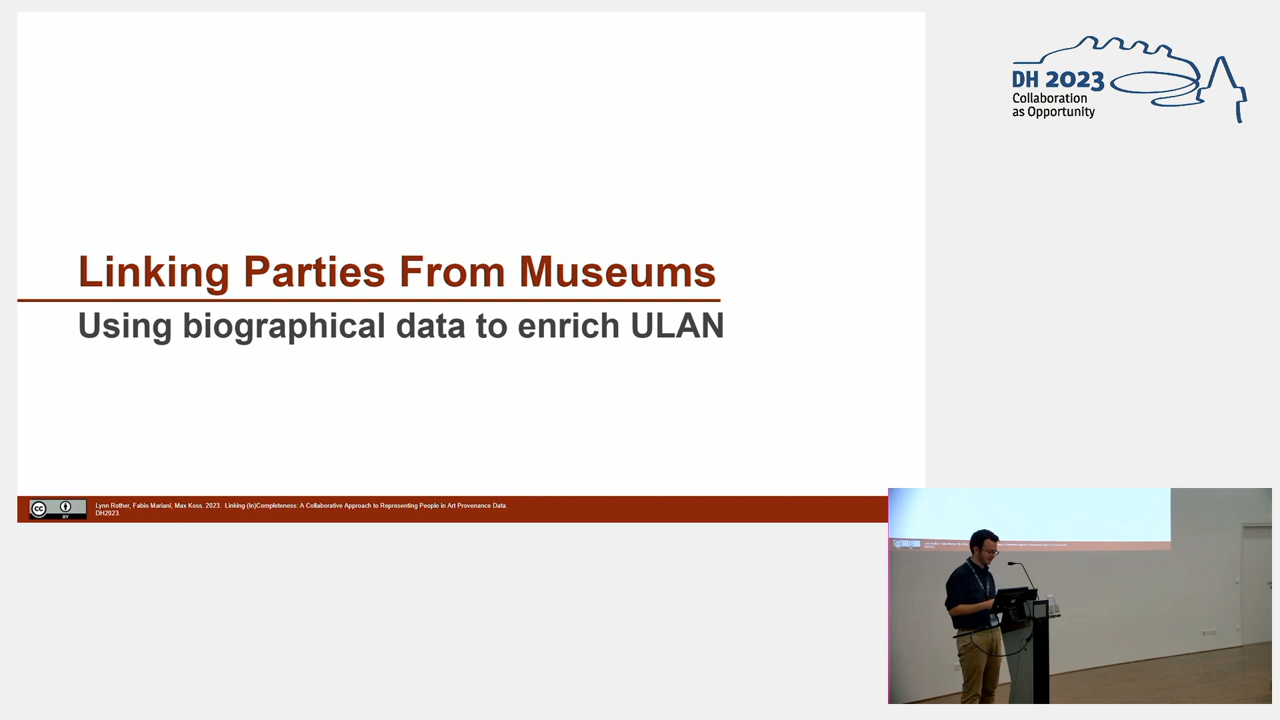 DH 2023
Collaboration
as Opportunity
Linking Parties From Museums
Using biographical data to enrich ULAN
BY
Lynn Rother, Fabio Mariani, Max Koss. 2023. Linking (In)Completeness: A Collaborative Approach to Representing People in Art Provenance Data.
DH2023.